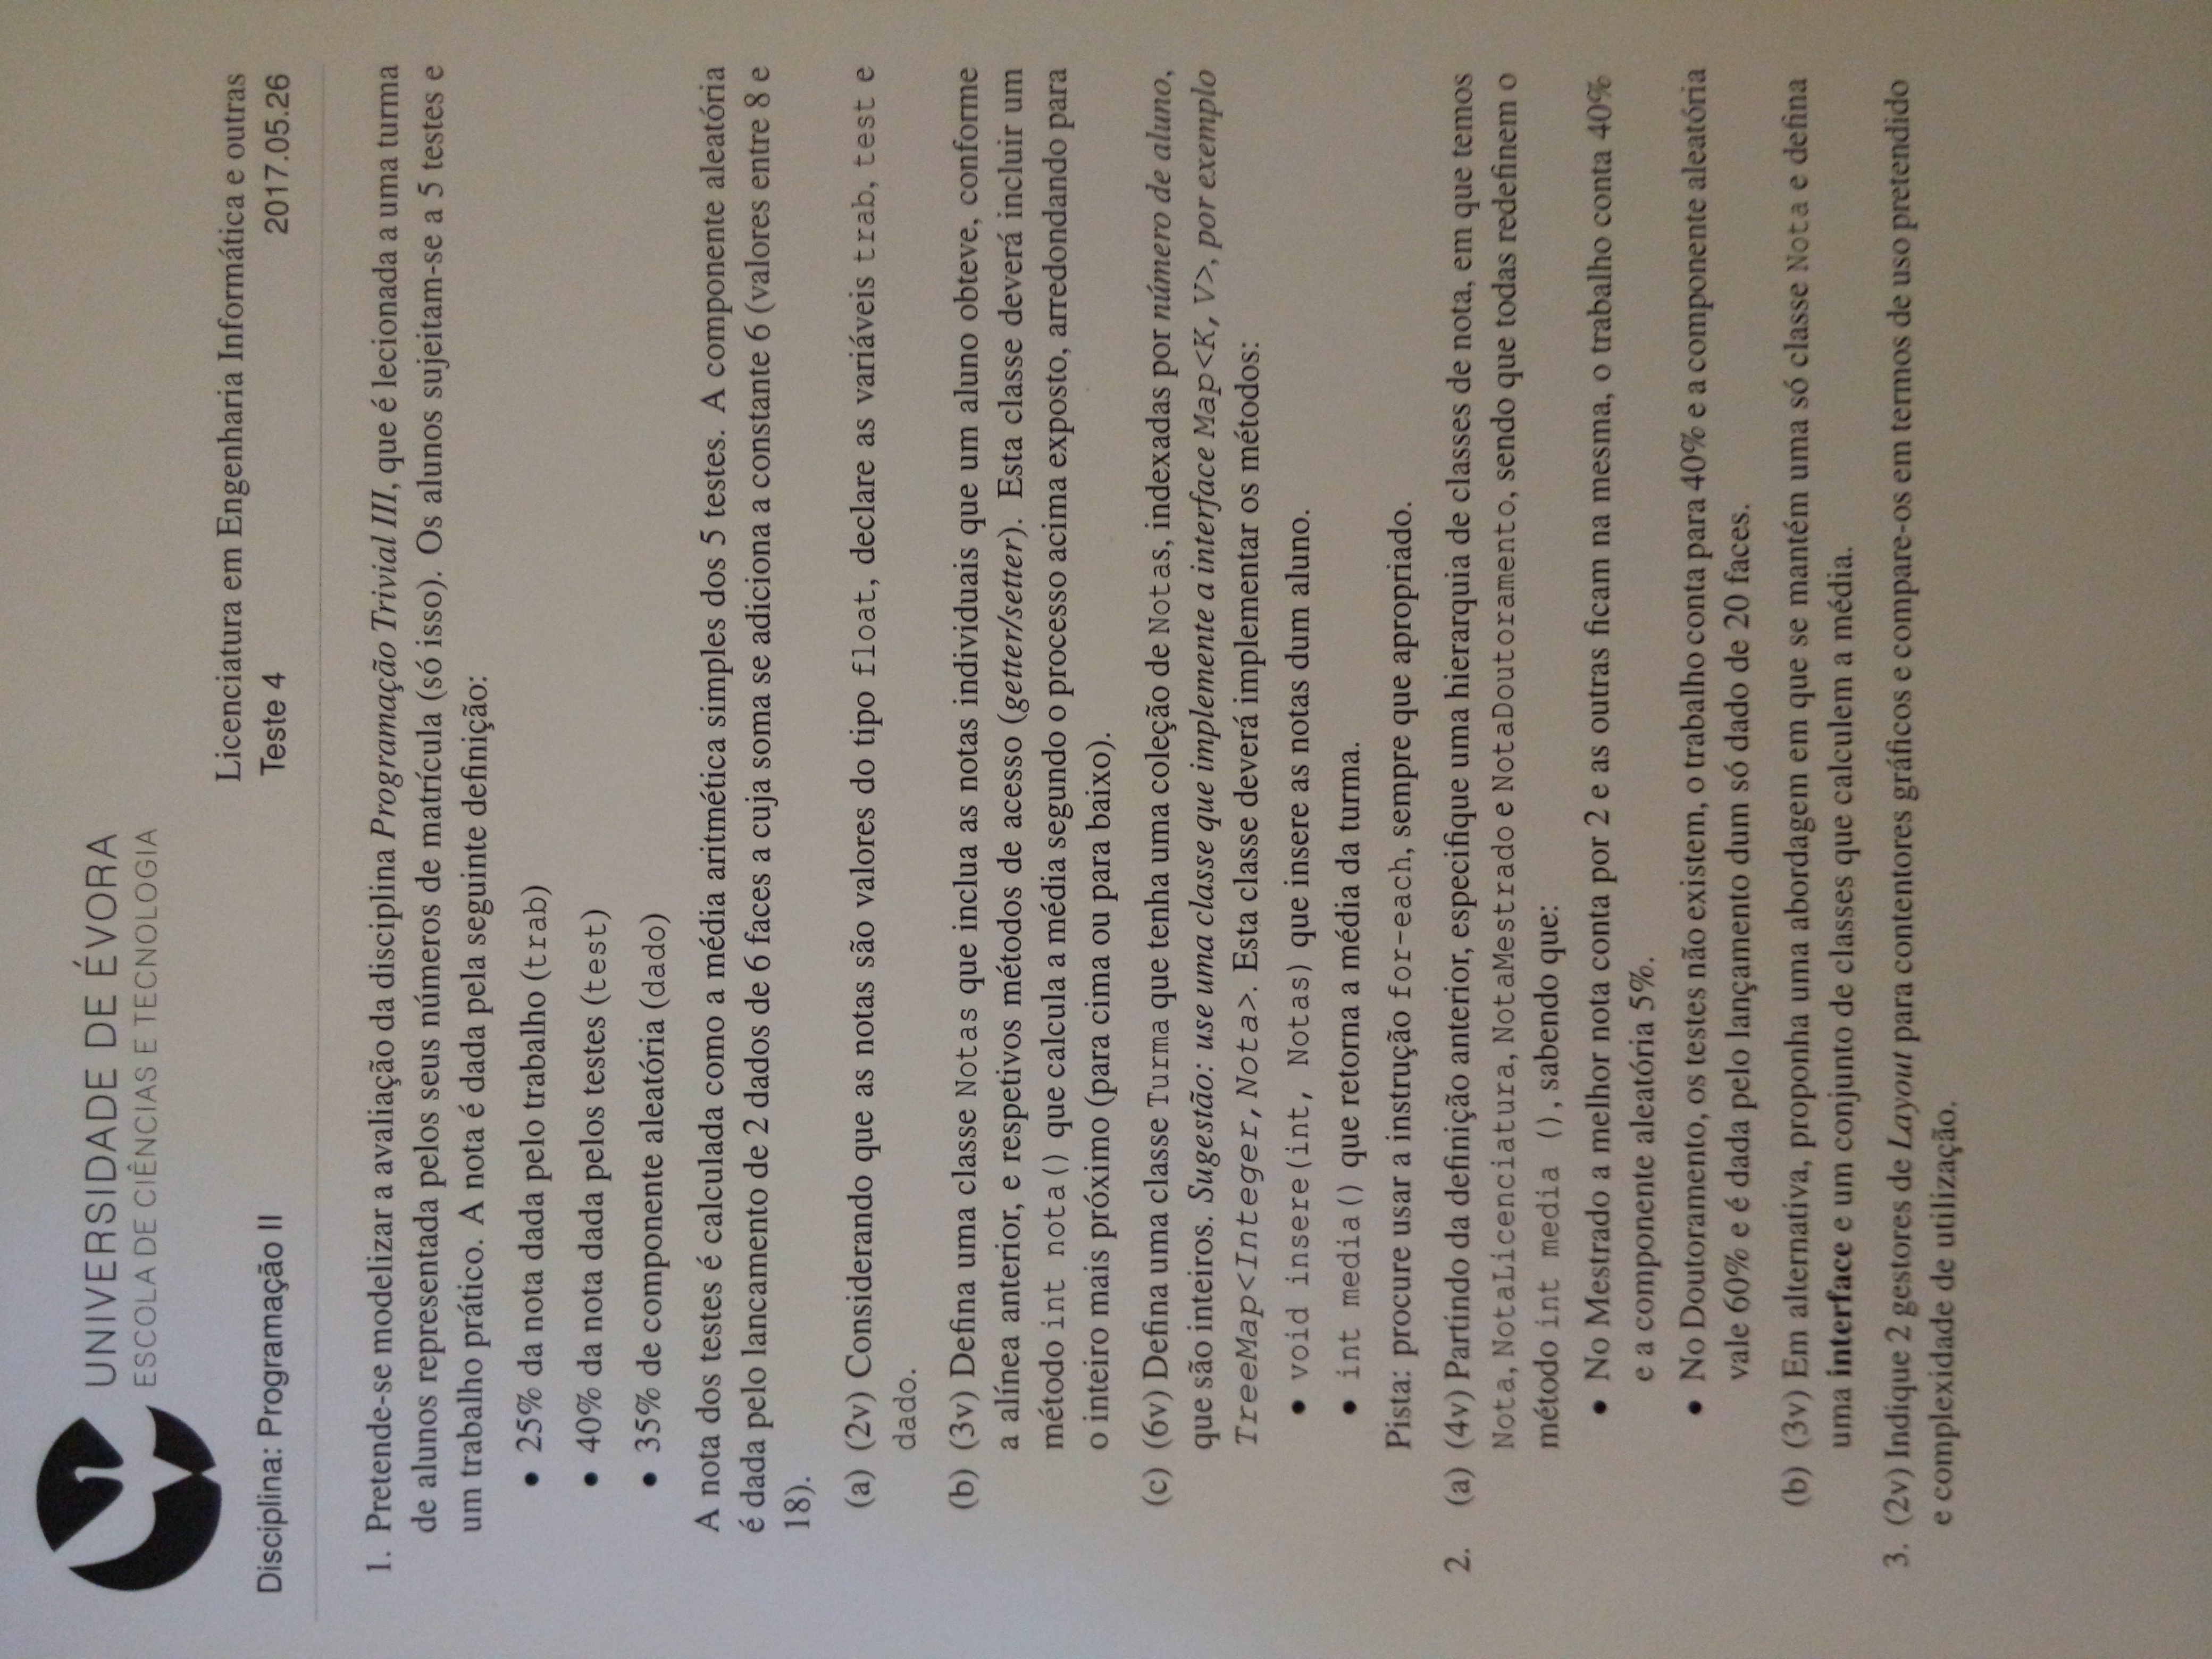 UNIVERSIDADE DE ÉVORA
ESCOLA DE CIÊNCIAS E TECNOLOGIA
Licenciatura em Engenharia Informática e outras
Disciplina: Programação II Teste 4 2017.05.26
1. Pretende-se modelizar a avaliação da disciplina Programação Trivial III, que é lecionada a uma turma
de alunos representada pelos seus números de matrícula (só isso). Os alunos sujeitam-se a 5 testes e
um trabalho prático. A nota é dada pela seguinte definição:
• 25% da nota dada pelo trabalho (trab)
• 40% da nota dada pelos testes (test)
• 35% de componente aleatória (dado)
A nota dos testes é calculada como a média aritmética simples dos 5 testes. A componente aleatória
é dada pelo lancamento de 2 dados de 6 faces a cuja soma se adiciona a constante 6 (valores entre 8 e
18).
(a) (2v) Considerando que as notas são valores do tipo float, declare as variáveis trab, test e
dado.
(b) (3v) Defina uma classe Notas que inclua as notas individuais que um aluno obteve, conforme
a alínea anterior, e respetivos métodos de acesso (getter/setter). Esta classe deverá incluir um
método int nota() que calcula a média segundo o processo acima exposto, arredondando para
o inteiro mais próximo (para cima ou para baixo).
(c) (6v) Defina uma classe Turma que tenha uma coleção de Notas, indexadas por número de aluno,
que são inteiros. Sugestão: use uma classe que implemente a interface Map<K, V>, por exemplo
TreeMap<Integer,Nota>. Esta classe deverá implementar os métodos:
• void insere(int, Notas) que insere as notas dum aluno.
• int media() que retorna a média da turma.
Pista: procure usar a instrução for-each, sempre que apropriado.
2. (a) (4v) Partindo da definição anterior, especifique uma hierarquia de classes de nota, em que temos
Nota, NotaLicenciatura, NotaMestrado e NotaDoutoramento, sendo que todas redefinem o
método int media (), sabendo que:
• No Mestrado a melhor nota conta por 2 e as outras ficam na mesma, o trabalho conta 40%
e a componente aleatória 5%.
• No Doutoramento, os testes não existem, o trabalho conta para 40% e a componente aleatória
vale 60% e é dada pelo lançamento dum só dado de 20 faces.
(b) (3v) Em alternativa, proponha uma abordagem em que se mantém uma só classe Nota e defina
uma interface e um conjunto de classes que calculem a média.
3. (2v) Indique 2 gestores de Layout para contentores gráficos e compare-os em termos de uso pretendido
e complexidade de utilização.